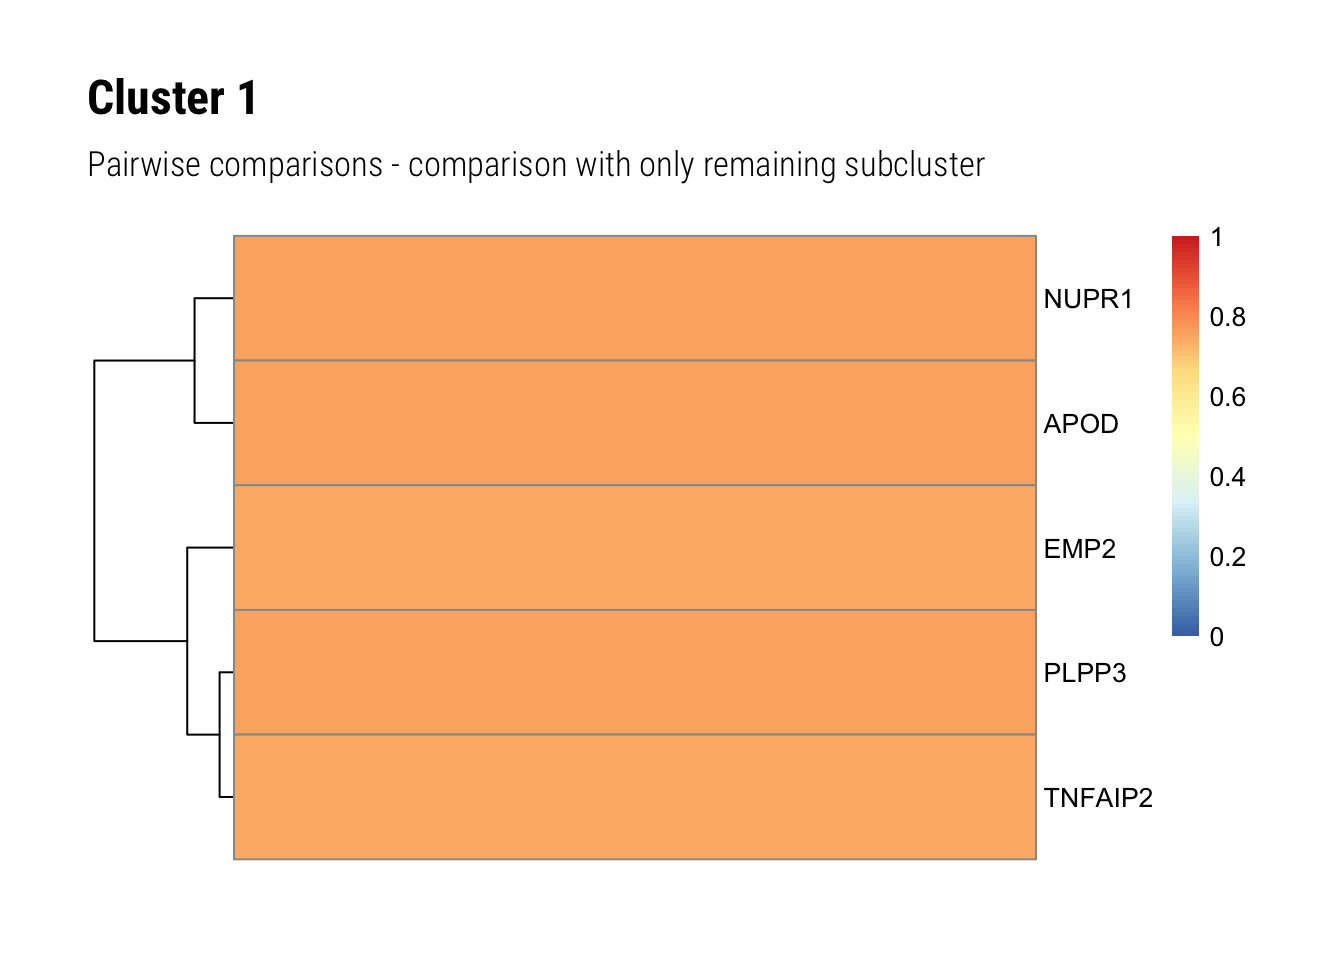 Cluster 1
Pairwise comparisons - comparison with only remaining subcluster
NUPR1
APOD
EMP2
PLPP3
TNFAIP2
1
0.8
0.6
0.4
0.2
0